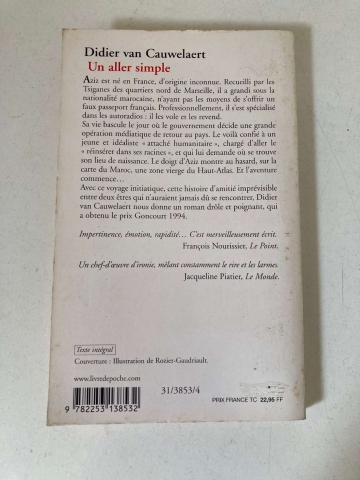 Didier van Cauwelaert
Un aller simple
Aziz est né en France, d'origine inconnue. Recueilli par les
Tsiganes des quartiers nord de Marseille, il a grandi sous la
nationalité marocaine, n'ayant pas les moyens de s'offrir un
faux passeport français. Professionnellement, il s'est spécialisé
dans les autoradios : il les vole et les revend.
Sa vie bascule le jour où le gouvernement décide une grande
opération médiatique de retour au pays. Le voilà confié à un
jeune et idéaliste « attaché humanitaire », chargé d'aller le
« réinsérer dans ses racines », et qui lui demande où se trouve
son lieu de naissance. Le doigt d'Aziz montre au hasard, sur la
carte du Maroc, une zone vierge du Haut-Atlas. Et l'aventure
commence…
Avec ce voyage initiatique, cette histoire d'amitié imprévisible
entre deux êtres qui n'auraient jamais dû se rencontrer, Didier
van Cauwelaert nous donne un roman drôle et poignant, qui
a obtenu le prix Goncourt 1994.
Impertinence, émotion, rapidité… C'est merveilleusement écrit.
François Nourissier, Le Point.
Un chef-d'œuvre d'ironie, mêlant constamment le rire et les larmes.
Jacqueline Piatier, Le Monde.
Texte intégral
Couverture : Illustration de Rozier-Gaudriault.
www.livredepoche.com
31/3853/4
9 782253 138532
PRIX FRANCE TC 22,95 FF